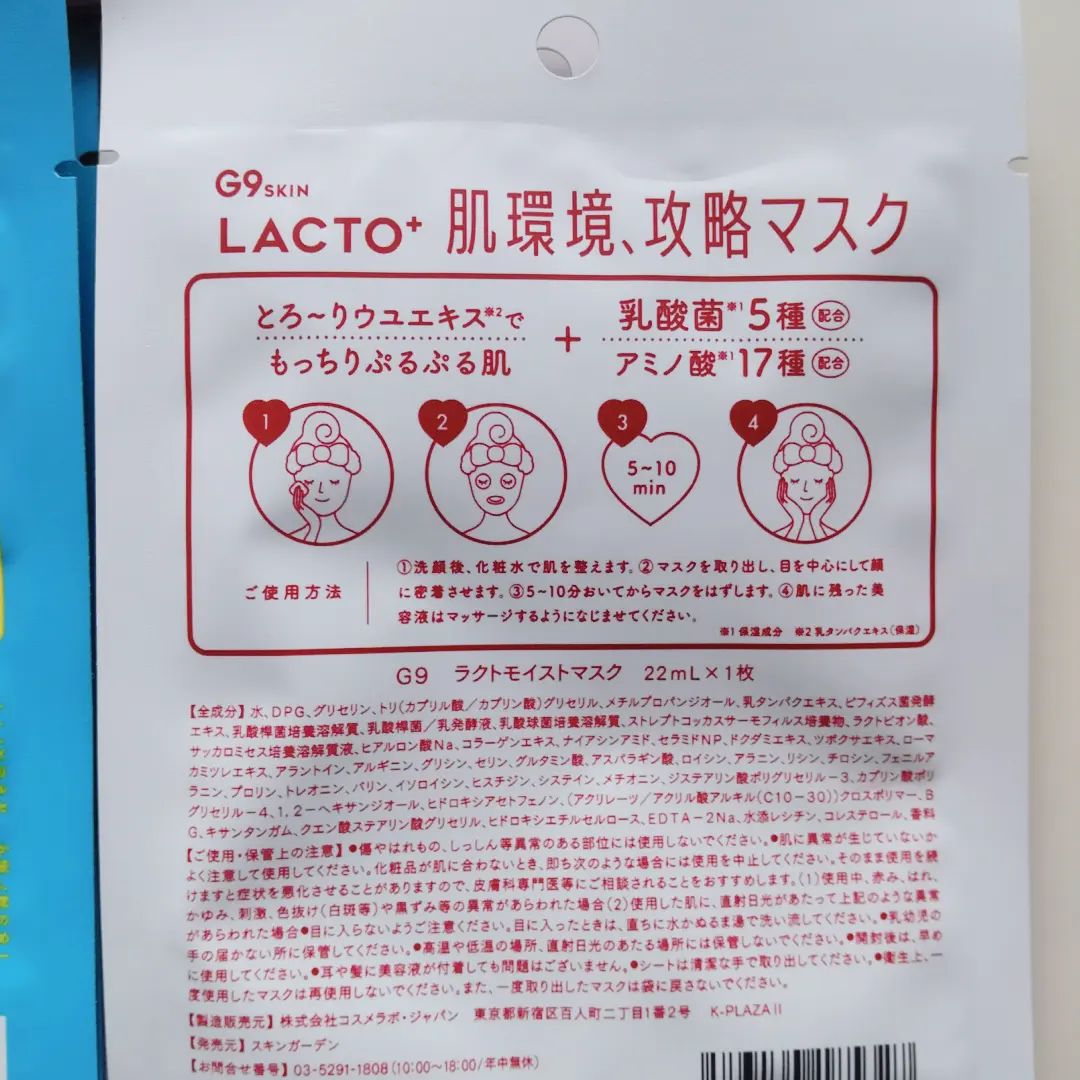 G9 SKIN
LACTO+ 肌環境、攻略マスク
とろ〜りウユエキス※2で
もっちりぷるぷる肌
+
乳酸菌※1 5種 配合
アミノ酸※1 17種 配合
1
2
3
4
5~10
min
ご使用方法
①洗顔後、化粧水で肌を整えます。②マスクを取り出し、目を中心にして顔
に密着させます。③5~10分おいてからマスクをはずします。④肌に残った美
容液はマッサージするようになじませてください。
※1 保湿成分 ※2 乳タンパクエキス(保湿)
G9 ラクトモイストマスク 22mL×1枚
【全成分】水、DPG、グリセリン、トリ(カプリル酸/カプリン酸)グリセリル、メチルプロパンジオール、乳タンパクエキス、ビフィズス菌発酵
エキス、乳酸桿菌培養溶解質、乳酸桿菌/乳発酵液、乳酸球菌培養溶解質、ストレプトコッカスサーモフィルス培養物、ラクトビオン酸、
サッカロミセス培養溶解質液、ヒアルロン酸Na、コラーゲンエキス、ナイアシンアミド、セラミドNP、ドクダミエキス、ツボクサエキス、ローマ
カミツレエキス、アラントイン、アルギニン、グリシン、セリン、グルタミン酸、アスパラギン酸、ロイシン、アラニン、リシン、チロシン、フェニルア
ラニン、プロリン、トレオニン、バリン、イソロイシン、ヒスチジン、システイン、メチオニン、ジステアリン酸ポリグリセリル-3、カプリン酸ポリ
グリセリル-4、1,2-ヘキサンジオール、ヒドロキシアセトフェノン、(アクリレーツ/アクリル酸アルキル(C10-30))クロスポリマー、B
G、キサンタンガム、クエン酸ステアリン酸グリセリル、ヒドロキシエチルセルロース、EDTA-2Na、水添レシチン、コレステロール、香料
【ご使用・保管上の注意】●傷やはれもの、しっしん等異常のある部位には使用しないでください。●肌に異常が生じていないか
よく注意して使用してください。化粧品が肌に合わないとき、即ち次のような場合には使用を中止してください。そのまま使用を続
けますと症状を悪化させることがありますので、皮膚科専門医等にご相談されることをおすすめします。(1)使用中、赤み、はれ、
かゆみ、刺激、色抜け(白斑等)や黒ずみ等の異常があらわれた場合(2)使用した肌に、直射日光があたって上記のような異常
があらわれた場合●目に入らないようご注意ください。目に入ったときは、直ちに水かぬるま湯で洗い流してください。●乳幼児の
手の届かない所に保管してください。●高温や低温の場所、直射日光のあたる場所には保管しないでください。●開封後は、早め
に使用してください。●耳や髪に美容液が付着しても問題はございません。●シートは清潔な手で取り出してください。●衛生上、一
度使用したマスクは再使用しないでください。また、一度取り出したマスクは袋に戻さないでください。
【製造販売元】株式会社コスメラボ・ジャパン 東京都新宿区百人町二丁目1番2号 K-PLAZAⅡ
【発売元】スキンガーデン
【お問合せ番号】03-5291-1808(10:00~18:00/年中無休)